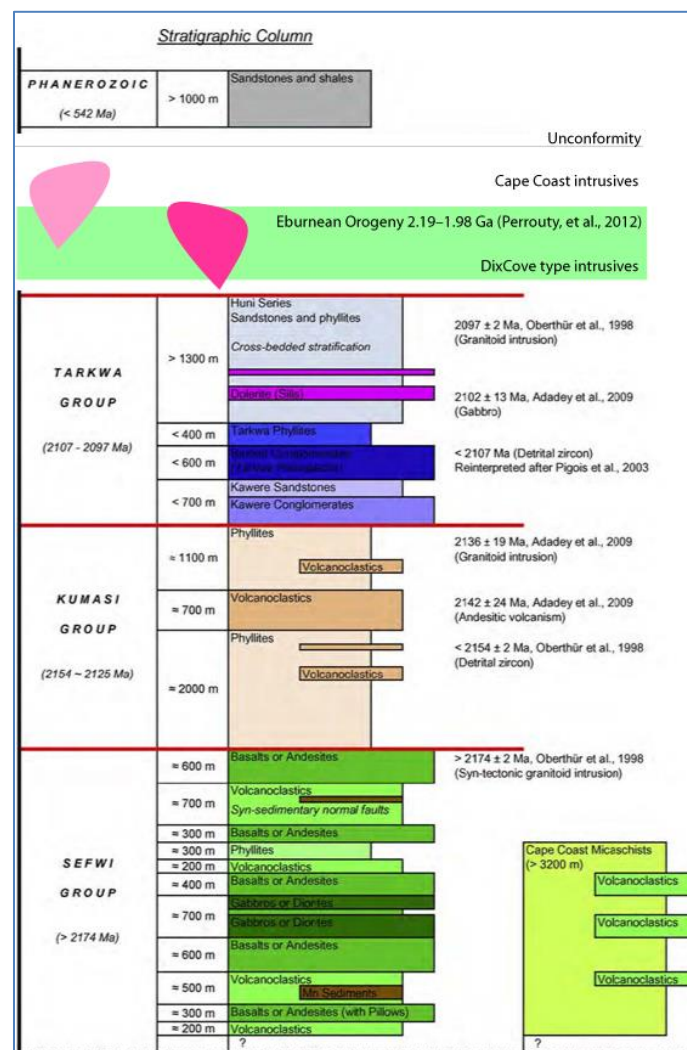 Stratigraphic Column
PHANEROZOIC
(< 542 Ma)
> 1000 m
Sandstones and shales
Unconformity
Cape Coast intrusives
Eburnean Orogeny 2.19–1.98 Ga (Perrouty, et al., 2012)
DixCove type intrusives
TARKWA
GROUP
(2107 - 2097 Ma)
> 1300 m
Huni Series
Sandstones and phyllites
Cross-bedded stratification
Dolerite (Sills)
< 400 m
Tarkwa Phyllites
< 600 m
< 700 m
Kawere Sandstones
Kawere Conglomerates
2097 ± 2 Ma, Oberthür et al., 1998
(Granitoid intrusion)
2102 ± 13 Ma, Adadey et al., 2009
(Gabbro)
< 2107 Ma (Detrital zircon)
Reinterpreted after Pigois et al., 2003
KUMASI
GROUP
(2154 ~ 2125 Ma)
≈ 1100 m
Phyllites
Volcanoclastics
≈ 700 m
Volcanoclastics
≈ 2000 m
Phyllites
Volcanoclastics
2136 ± 19 Ma, Adadey et al., 2009
(Granitoid intrusion)
2142 ± 24 Ma, Adadey et al., 2009
(Andesitic volcanism)
< 2154 ± 2 Ma, Oberthür et al., 1998
(Detrital zircon)
SEFWI
GROUP
(> 2174 Ma)
≈ 600 m
Basalts or Andesites
≈ 700 m
Volcanoclastics
Syn-sedimentary normal faults
≈ 300 m
Basalts or Andesites
≈ 300 m
Phyllites
≈ 200 m
Volcanoclastics
≈ 400 m
Basalts or Andesites
≈ 700 m
Gabbros or Diorites
Gabbros or Diorites
≈ 600 m
Basalts or Andesites
≈ 500 m
Volcanoclastics
Mn Sediments
≈ 300 m
Basalts or Andesites (with Pillows)
≈ 200 m
Volcanoclastics
?
> 2174 ± 2 Ma, Oberthür et al., 1998
(Syn-tectonic granitoid intrusion)
Cape Coast Micaschists
(> 3200 m)
Volcanoclastics
Volcanoclastics
Volcanoclastics
?